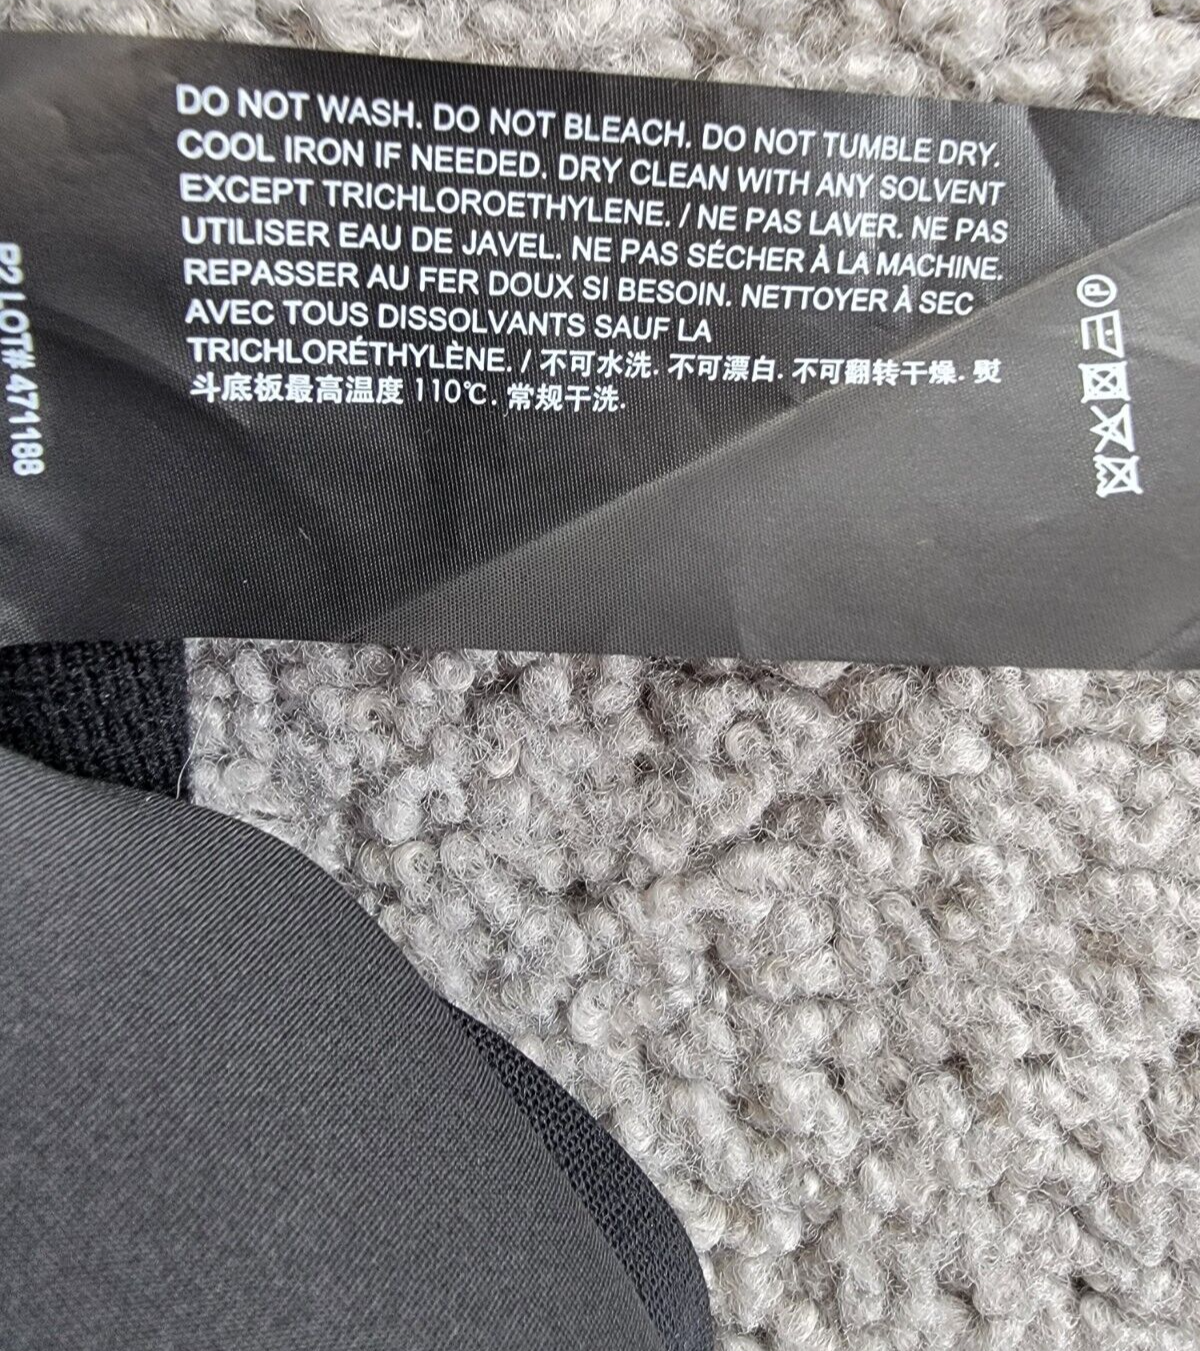 DO NOT WASH. DO NOT BLEACH. DO NOT TUMBLE DRY.
COOL IRON IF NEEDED. DRY CLEAN WITH ANY SOLVENT
EXCEPT TRICHLOROETHYLENE. / NE PAS LAVER. NE PAS
UTILISER EAU DE JAVEL. NE PAS SÉCHER À LA MACHINE.
REPASSER AU FER DOUX SI BESOIN. NETTOYER À SEC
AVEC TOUS DISSOLVANTS SAUF LA
TRICHLORÉTHYLÈNE. / 不可水洗. 不可漂白. 不可翻转干燥. 熨
斗底板最高温度 110℃. 常规干洗.
P2 LOT# 471188
P